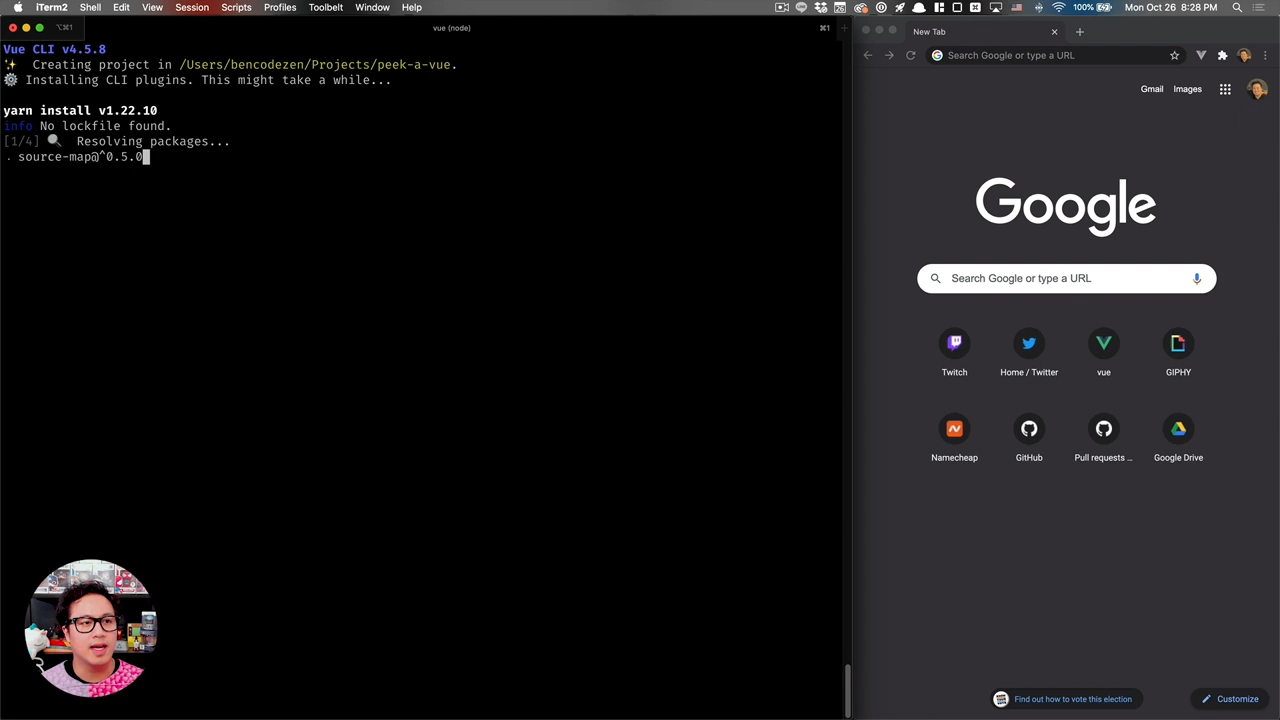 iTerm2 Shell Edit View Session Scripts Profiles Toolbelt Window Help
100% Mon Oct 26 8:28 PM
⌥⌘1 vue (node) ⌘1
Vue CLI v4.5.8
✨ Creating project in /Users/bencodezen/Projects/peek-a-vue.
⚙️ Installing CLI plugins. This might take a while...
yarn install v1.22.10
info No lockfile found.
[1/4] 🔍 Resolving packages...
. source-map@^0.5.0
New Tab
Search Google or type a URL
Gmail Images
Google
Search Google or type a URL
Twitch
Home / Twitter
vue
GIPHY
Namecheap
GitHub
Pull requests ...
Google Drive
Find out how to vote this election
Customize